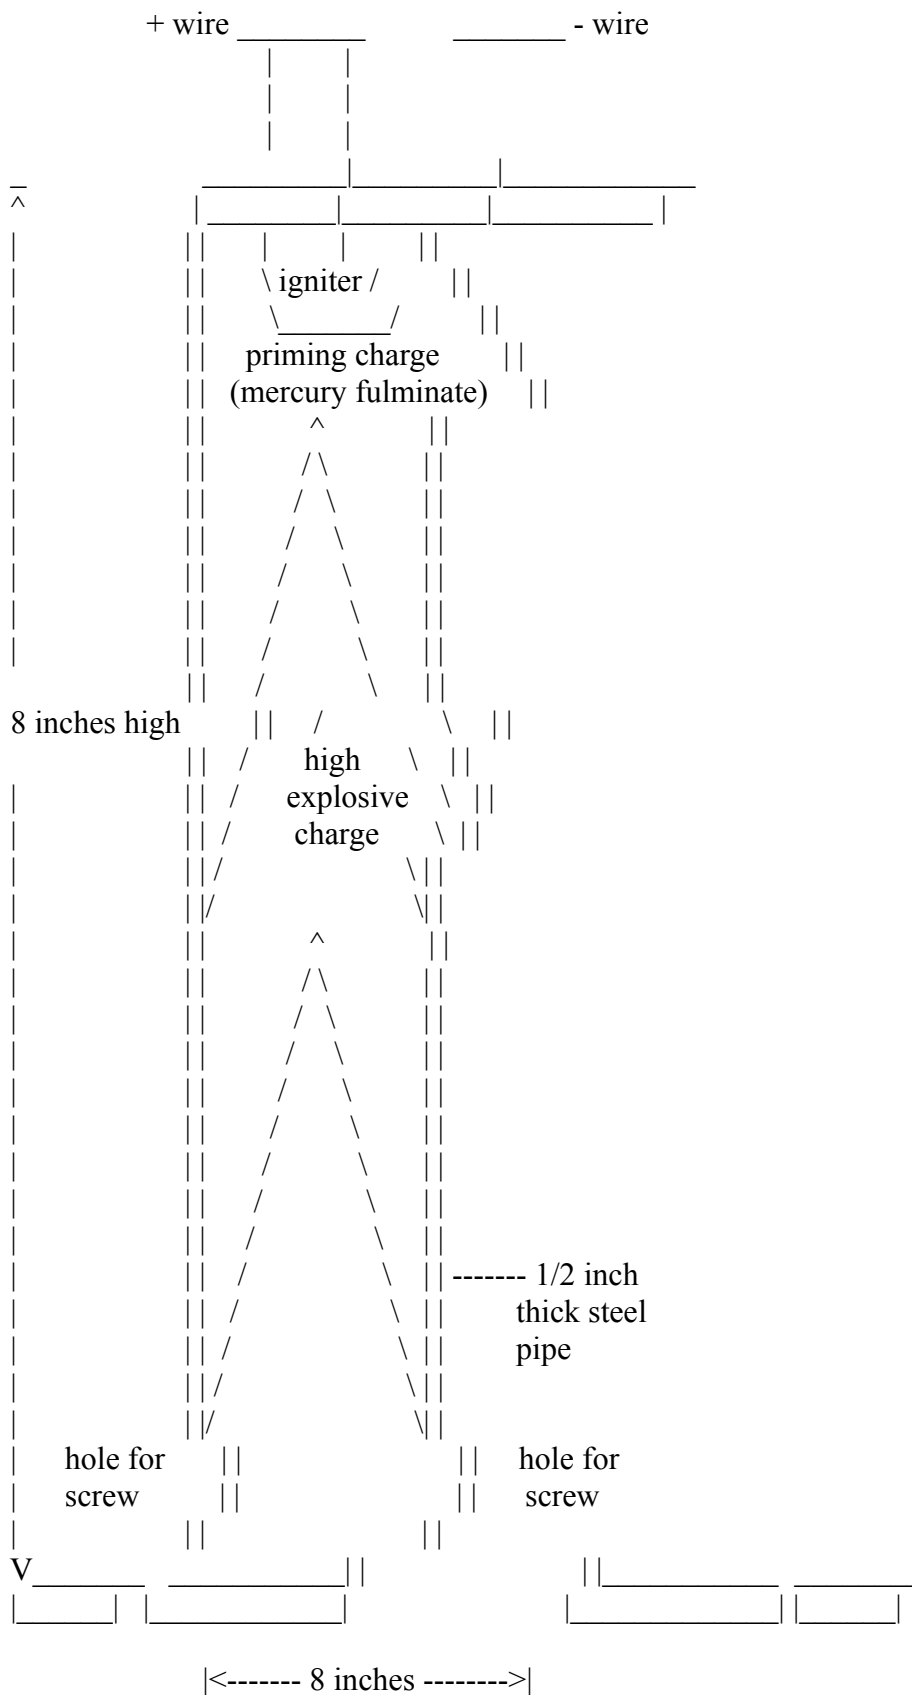 + wire - wire
igniter
priming charge
(mercury fulminate)
8 inches high
high
explosive
charge
------- 1/2 inch
thick steel
pipe
hole for hole for
screw screw
8 inches